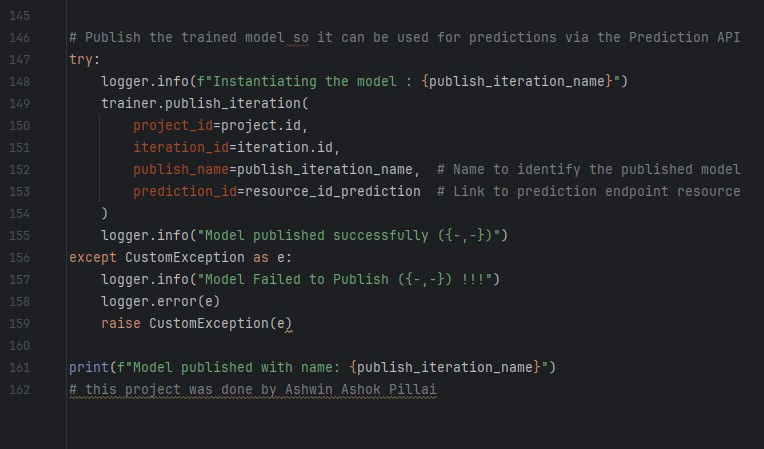 145
146 # Publish the trained model so it can be used for predictions via the Prediction API
147 try:
148     logger.info(f"Instantiating the model : {publish_iteration_name}")
149     trainer.publish_iteration(
150         project_id=project.id,
151         iteration_id=iteration.id,
152         publish_name=publish_iteration_name,  # Name to identify the published model
153         prediction_id=resource_id_prediction  # Link to prediction endpoint resource
154     )
155     logger.info("Model published successfully ({-,-})")
156 except CustomException as e:
157     logger.info("Model Failed to Publish ({-,-}) !!!")
158     logger.error(e)
159     raise CustomException(e)
160
161 print(f"Model published with name: {publish_iteration_name}")
162 # this project was done by Ashwin Ashok Pillai